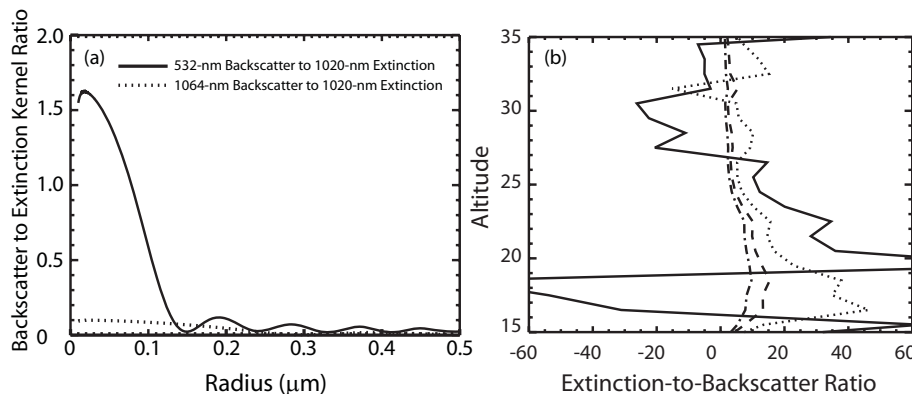 (a)
532-nm Backscatter to 1020-nm Extinction
1064-nm Backscatter to 1020-nm Extinction
Backscatter to Extinction Kernel Ratio
2.0
1.5
1.0
0.5
0
0 0.1 0.2 0.3 0.4 0.5
Radius (μm)
(b)
Altitude
35
30
25
20
15
-60 -40 -20 0 20 40 60
Extinction-to-Backscatter Ratio